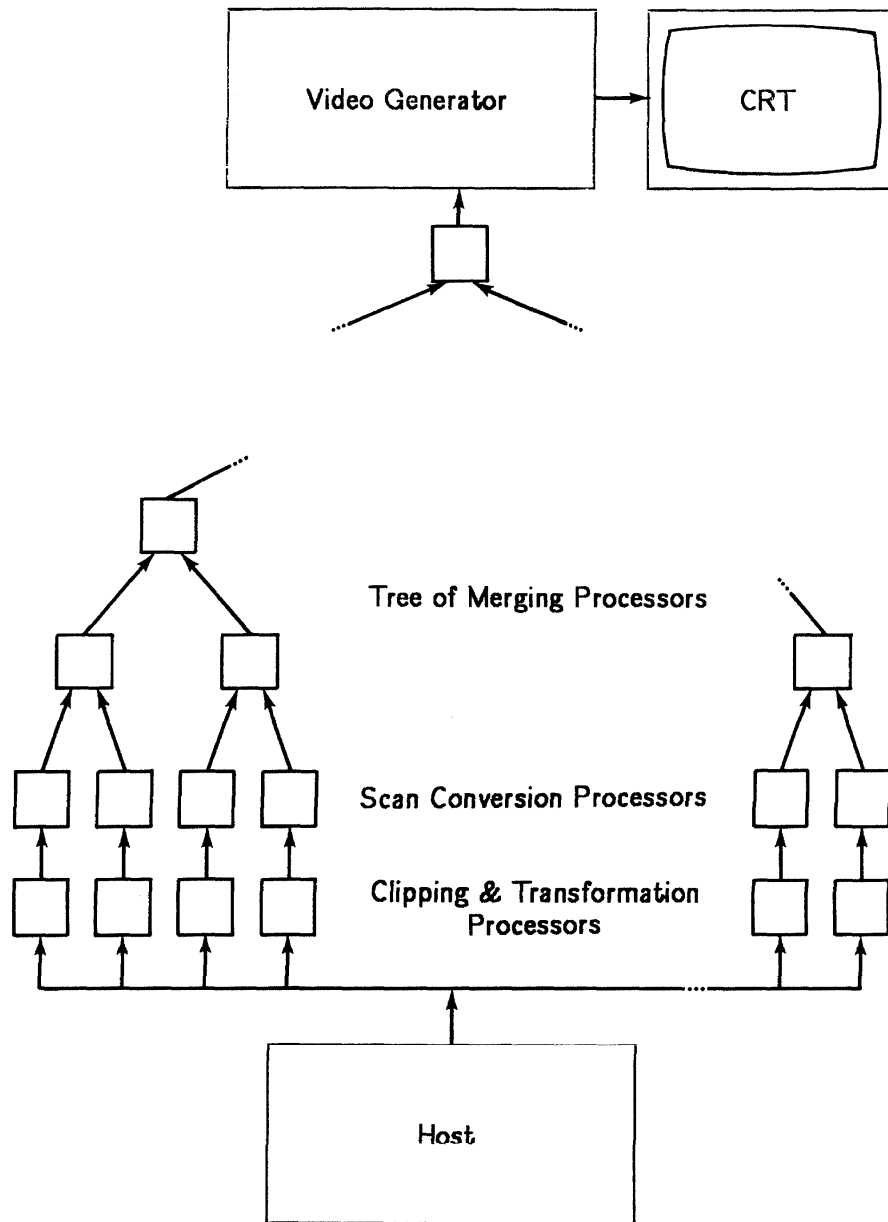 Video Generator
CRT
Tree of Merging Processors
Scan Conversion Processors
Clipping & Transformation
Processors
Host